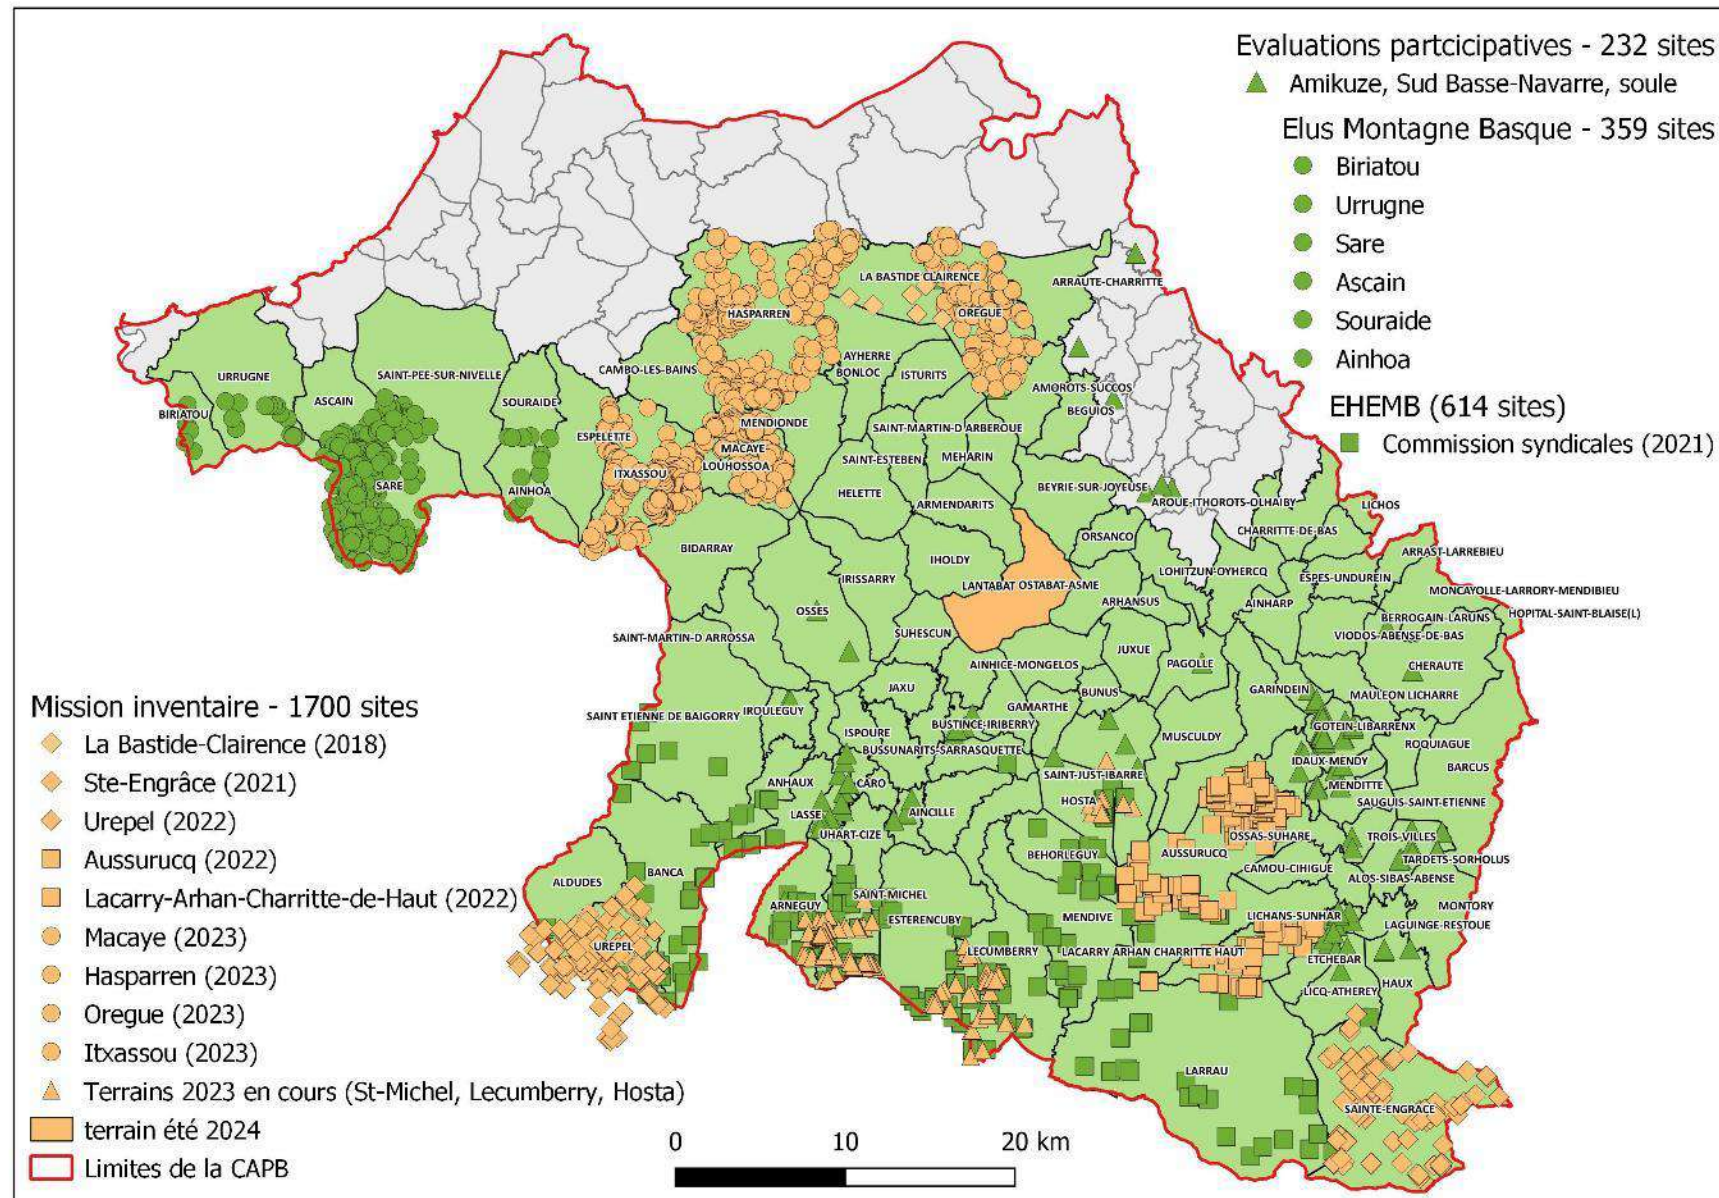 Evaluations partcicipatives - 232 sites
Amikuze, Sud Basse-Navarre, soule
Elus Montagne Basque - 359 sites
Biriatou
Urrugne
Sare
Ascain
Souraide
Ainhoa
EHEMB (614 sites)
Commission syndicales (2021)
LA BASTIDE CLAIRENCE
ARRAUTE-CHARRITTE
HASPARREN
OREGUE
AYHERRE
CAMBO-LES-BAINS
BONLOC
ISTURITS
URRUGNE
SAINT-PEE-SUR-NIVELLE
AMOROTS-SUCCOS
BIRIATOU
ASCAIN
SOURAIDE
BEGUIOS
ESPELETTE
MENDIONDE
SAINT-MARTIN-D ARBEROUE
MACAYE
SAINT-ESTEBEN
MEHARIN
LOUHOSSOA
ITXASSOU
SARE
AINHOA
HELETTE
BEYRIE-SUR-JOYEUSE
ARMENDARITS
AROUE-ITHOROTS-OLHAIBY
LICHOS
CHARRITTE-DE-BAS
ORSANCO
BIDARRAY
IHOLDY
ARRAST-LARREBIEU
IRISSARRY
LANTABAT
OSTABAT-ASME
LOHITZUN-OYHERCQ
ESPES-UNDUREIN
MONCAYOLLE-LARRORY-MENDIBIEU
ARHANSUS
AINHARP
OSSES
BERROGAIN-LARUNS
HOPITAL-SAINT-BLAISE(L)
SAINT-MARTIN-D ARROSSA
SUHESCUN
VIODOS-ABENSE-DE-BAS
JUXUE
AINHICE-MONGELOS
PAGOLLE
CHERAUTE
JAXU
BUNUS
GARINDEIN
MAULEON LICHARRE
GAMARTHE
SAINT ETIENNE DE BAIGORRY
IROULEGUY
BUSTINCE-IRIBERRY
GOTEIN-LIBARRENX
ISPOURE
MUSCULDY
ROQUIAGUE
BUSSUNARITS-SARRASQUETTE
IDAUX-MENDY
BARCUS
SAINT-JUST-IBARRE
ANHAUX
CARO
MENDITTE
HOSTA
SAUGUIS-SAINT-ETIENNE
LASSE
AINCILLE
UHART-CIZE
OSSAS-SUHARE
TROIS-VILLES
BEHORLEGUY
AUSSURUCQ
TARDETS-SORHOLUS
CAMOU-CIHIGUE
BANCA
ALDUDES
ALOS-SIBAS-ABENSE
SAINT-MICHEL
ARNEGUY
MONTORY
ESTERENCUBY
MENDIVE
LICHANS-SUNHAR
LAGUINGE-RESTOUE
UREPEL
LECUMBERRY
LACARRY ARHAN CHARRITTE HAUT
ETCHEBAR
HAUX
LICQ-ATHEREY
LARRAU
SAINTE-ENGRACE
Mission inventaire - 1700 sites
La Bastide-Clairence (2018)
Ste-Engrâce (2021)
Urepel (2022)
Aussurucq (2022)
Lacarry-Arhan-Charritte-de-Haut (2022)
Macaye (2023)
Hasparren (2023)
Oregue (2023)
Itxassou (2023)
Terrains 2023 en cours (St-Michel, Lecumberry, Hosta)
terrain été 2024
Limites de la CAPB
0 10 20 km